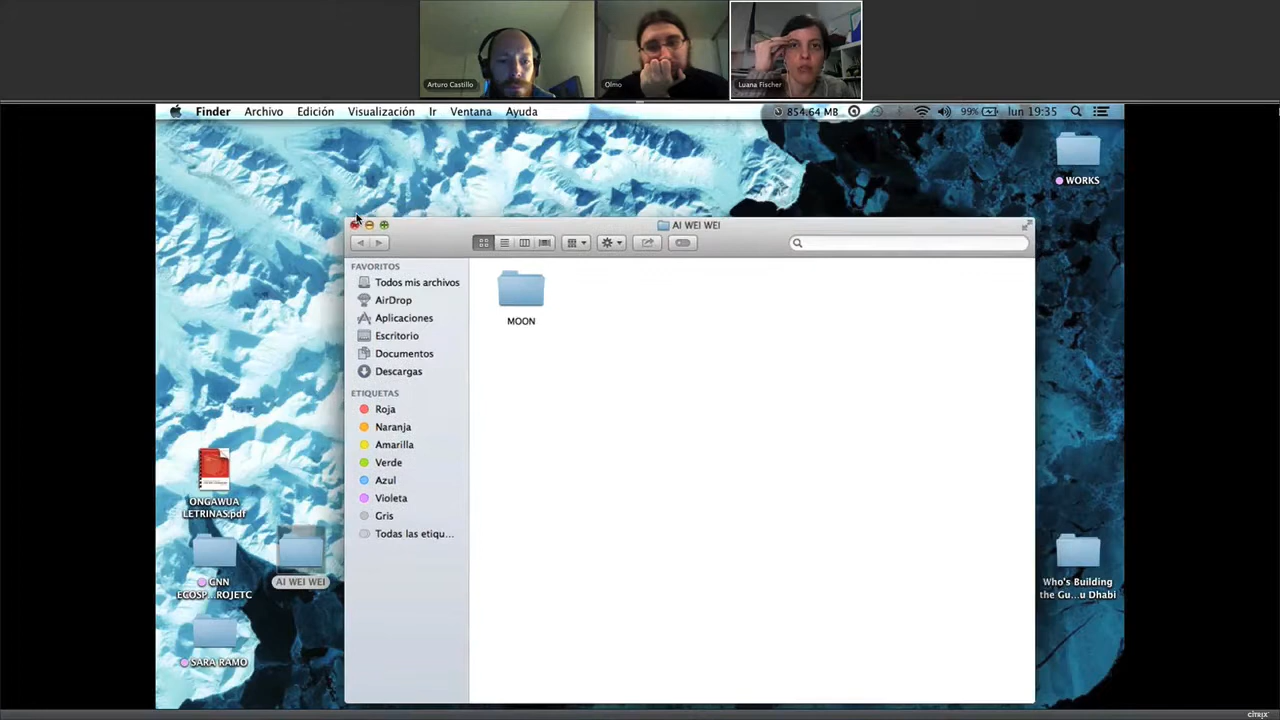 Arturo Castillo
Olmo
Luana Fischer
Finder Archivo Edición Visualización Ir Ventana Ayuda
854.64 MB
99%
lun 19:35
WORKS
AI WEI WEI
FAVORITOS
Todos mis archivos
AirDrop
Aplicaciones
Escritorio
Documentos
Descargas
ETIQUETAS
Roja
Naranja
Amarilla
Verde
Azul
Violeta
Gris
Todas las etiqu...
MOON
ONGAWUA
LETRINAS.pdf
CNN
ECOSP...ROJETC
AI WEI WEI
SARA RAMO
Who's Building
the Gu...u Dhabi
CITRIX